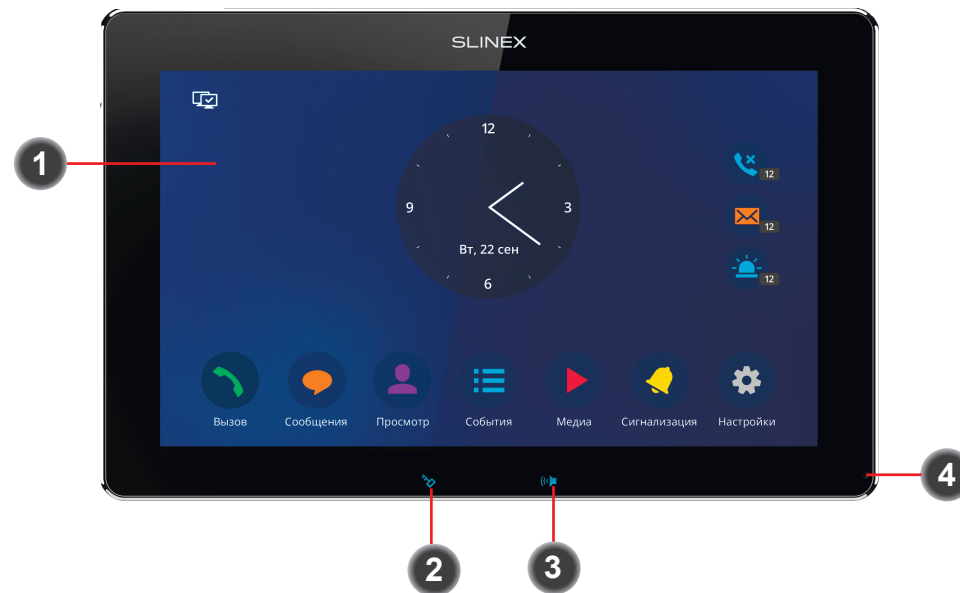 SLINEX
12
9
3
Вт, 22 сен
6
12
12
12
Вызов
Сообщения
Просмотр
События
Медиа
Сигнализация
Настройки
1
2
3
4